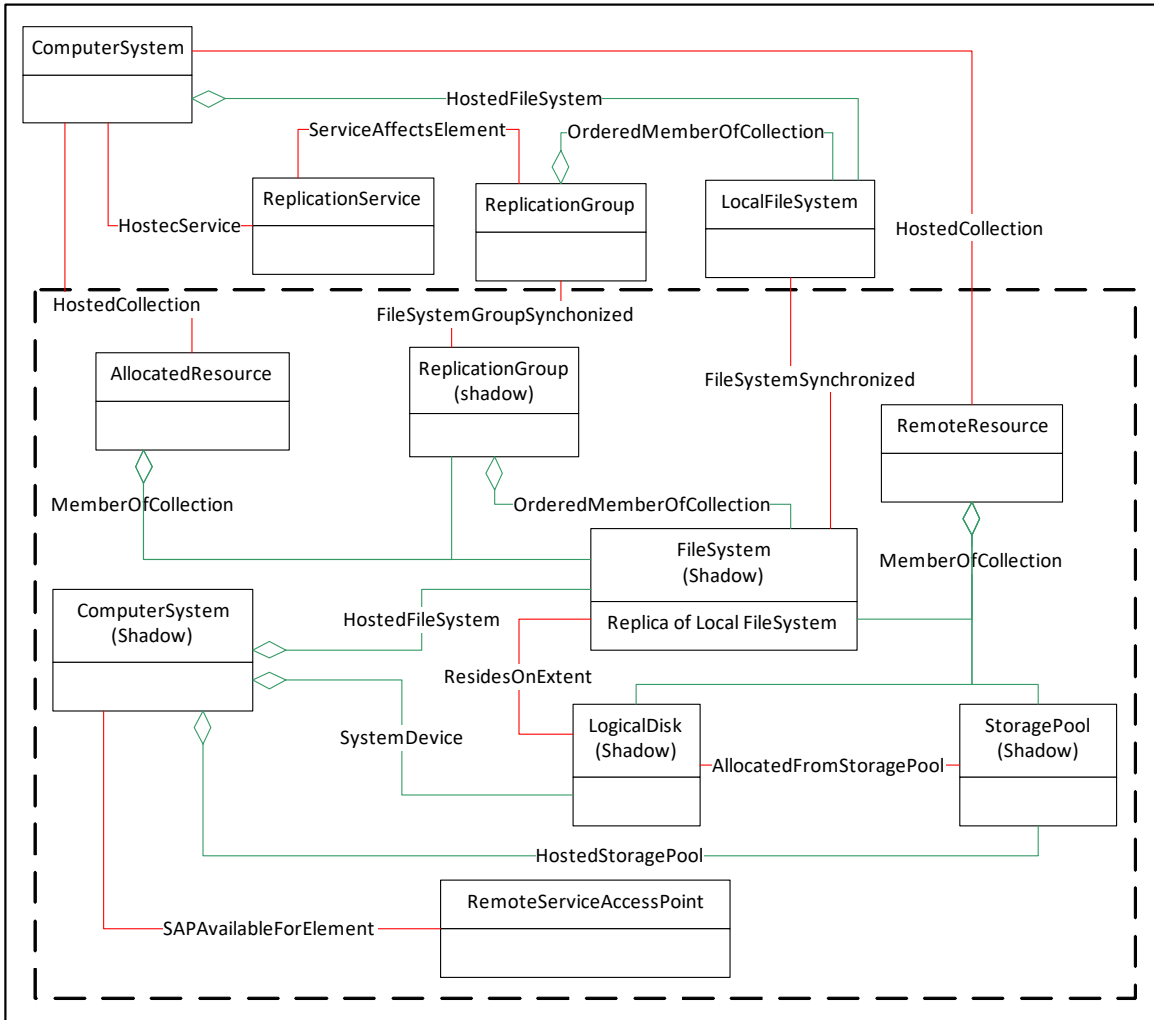 ComputerSystem
HostedFileSystem
ServiceAffectsElement
OrderedMemberOfCollection
ReplicationService
ReplicationGroup
LocalFileSystem
HostecService
HostedCollection
HostedCollection
FileSystemGroupSynchonized
AllocatedResource
ReplicationGroup
(shadow)
FileSystemSynchronized
RemoteResource
MemberOfCollection
OrderedMemberOfCollection
FileSystem
(Shadow)
MemberOfCollection
ComputerSystem
(Shadow)
HostedFileSystem
Replica of Local FileSystem
ResidesOnExtent
SystemDevice
LogicalDisk
(Shadow)
StoragePool
(Shadow)
AllocatedFromStoragePool
HostedStoragePool
RemoteServiceAccessPoint
SAPAvailableForElement